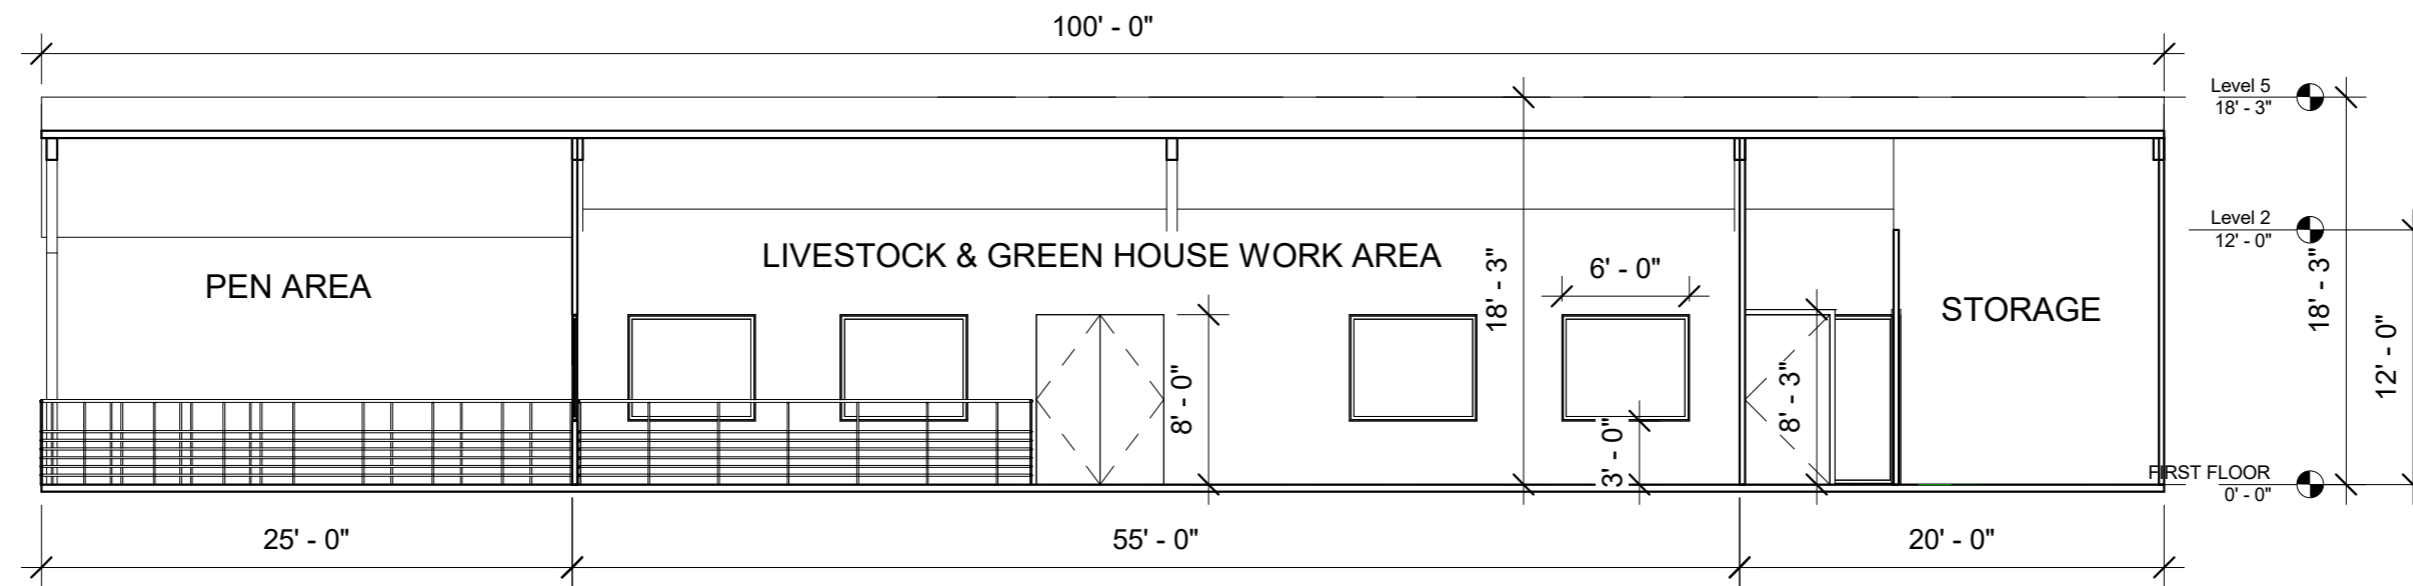 100' - 0"
Level 5
18' - 3"
Level 2
12' - 0"
LIVESTOCK & GREEN HOUSE WORK AREA
PEN AREA
STORAGE
6' - 0"
18' - 3"
18' - 3"
12' - 0"
8' - 0"
8' - 3"
3' - 0"
FIRST FLOOR
0' - 0"
25' - 0"
55' - 0"
20' - 0"